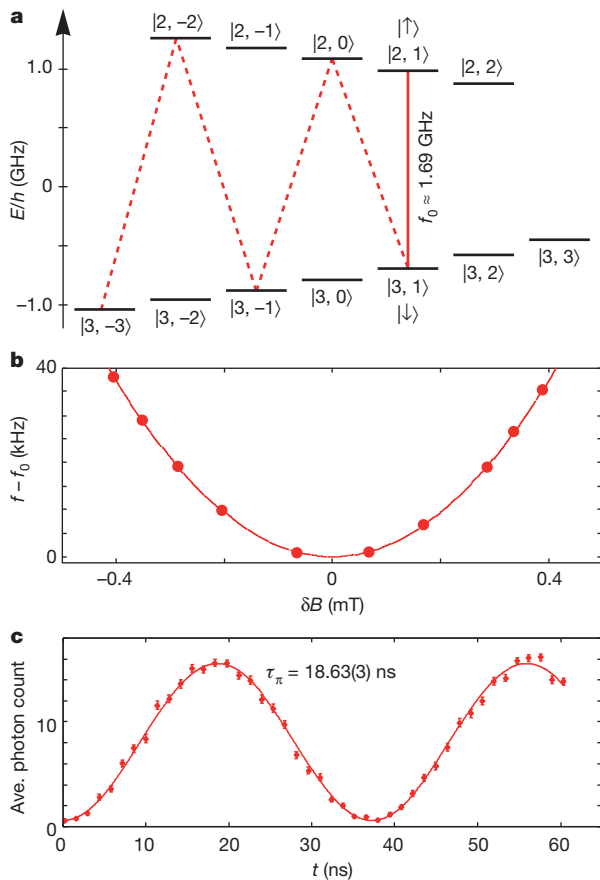 a
|2, −2⟩ |2, −1⟩ |2, 0⟩ |↑⟩ |2, 1⟩ |2, 2⟩
1.0
0
−1.0
E/h (GHz)
f₀ ≈ 1.69 GHz
|3, −3⟩ |3, −2⟩ |3, −1⟩ |3, 0⟩ |3, 1⟩ |3, 2⟩ |3, 3⟩
|↓⟩
b
40
0
f − f₀ (kHz)
−0.4 0 0.4
δB (mT)
c
τπ = 18.63(3) ns
10
0
Ave. photon count
0 10 20 30 40 50 60
t (ns)